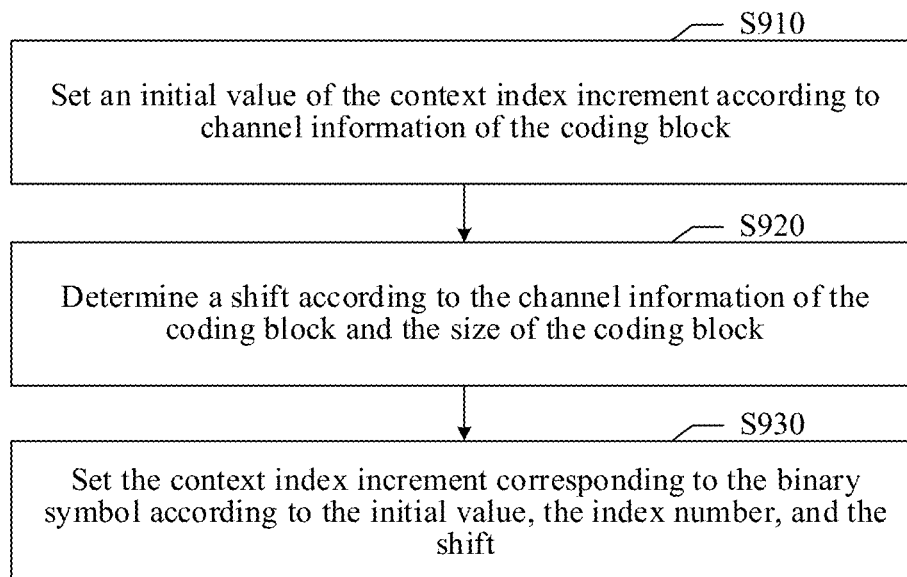 S910
Set an initial value of the context index increment according to
channel information of the coding block
S920
Determine a shift according to the channel information of the
coding block and the size of the coding block
S930
Set the context index increment corresponding to the binary
symbol according to the initial value, the index number, and the
shift